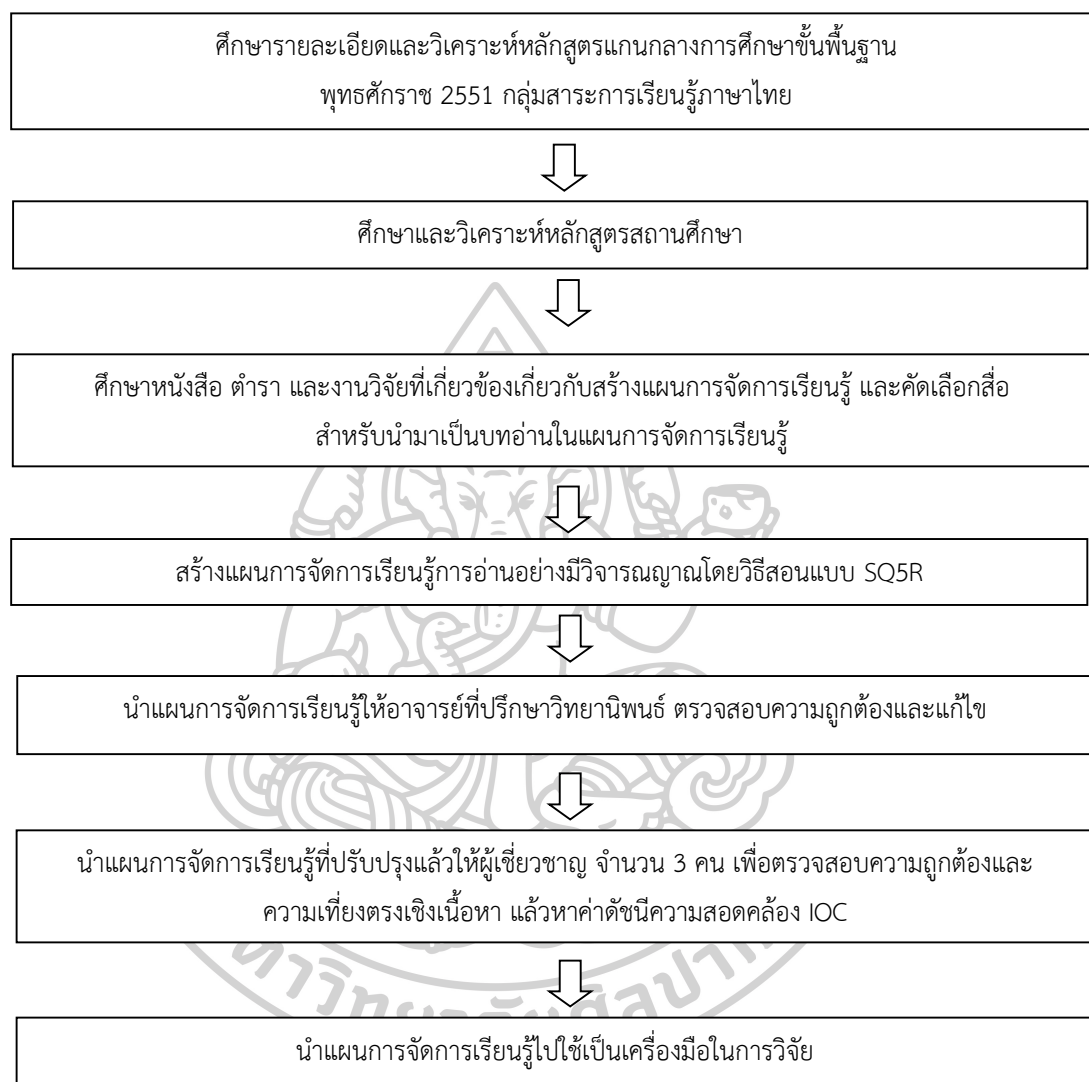 ศึกษารายละเอียดและวิเคราะห์หลักสูตรแกนกลางการศึกษาขั้นพื้นฐาน
พุทธศักราช 2551 กลุ่มสาระการเรียนรู้ภาษาไทย
ศึกษาและวิเคราะห์หลักสูตรสถานศึกษา
ศึกษาหนังสือ ตำรา และงานวิจัยที่เกี่ยวข้องเกี่ยวกับสร้างแผนการจัดการเรียนรู้ และคัดเลือกสื่อ
สำหรับนำมาเป็นบทอ่านในแผนการจัดการเรียนรู้
สร้างแผนการจัดการเรียนรู้การอ่านอย่างมีวิจารณญาณโดยวิธีสอนแบบ SQ5R
นำแผนการจัดการเรียนรู้ให้อาจารย์ที่ปรึกษาวิทยานิพนธ์ ตรวจสอบความถูกต้องและแก้ไข
นำแผนการจัดการเรียนรู้ที่ปรับปรุงแล้วให้ผู้เชี่ยวชาญ จำนวน 3 คน เพื่อตรวจสอบความถูกต้องและ
ความเที่ยงตรงเชิงเนื้อหา แล้วหาค่าดัชนีความสอดคล้อง IOC
นำแผนการจัดการเรียนรู้ไปใช้เป็นเครื่องมือในการวิจัย